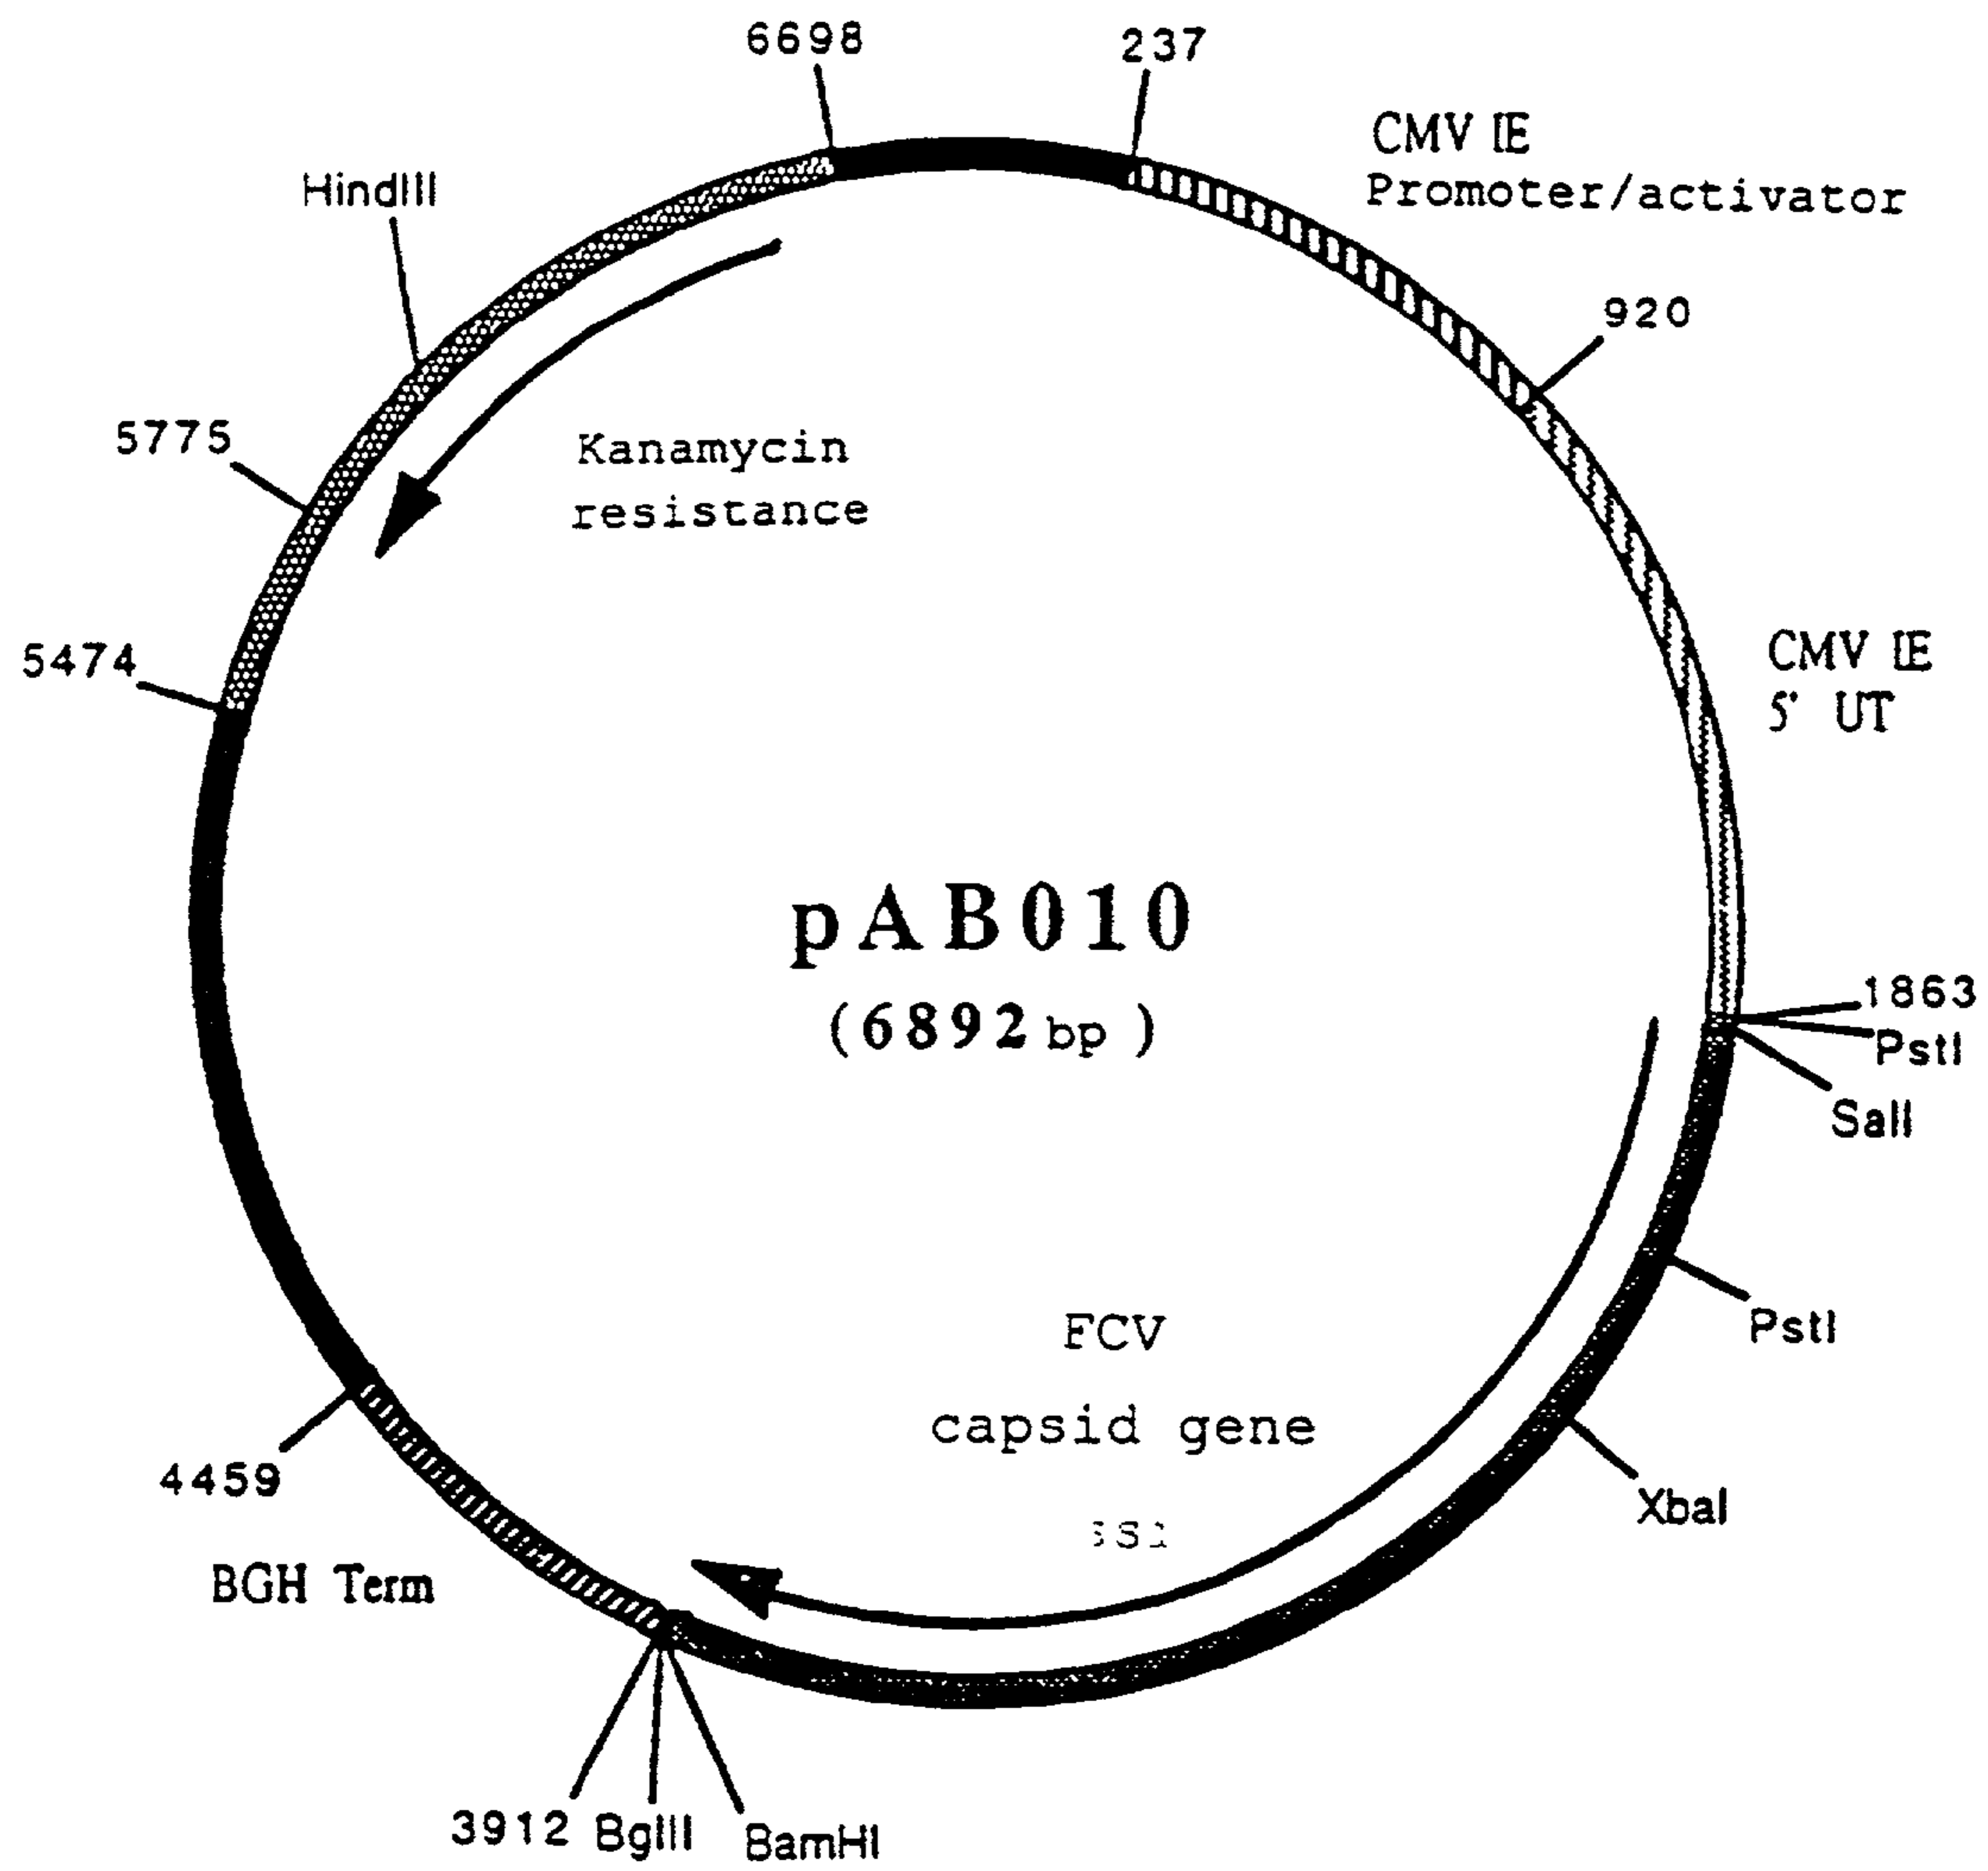 6698
237
CMV IE
Promoter/activator
HindIII
920
5775
Kanamycin
resistance
5474
CMV IE
5' UT
pAB010
(6892 bp )
1863
PstI
SalI
PstI
FCV
capsid gene
XbaI
4459
BGH Term
3912 BglII BamHI